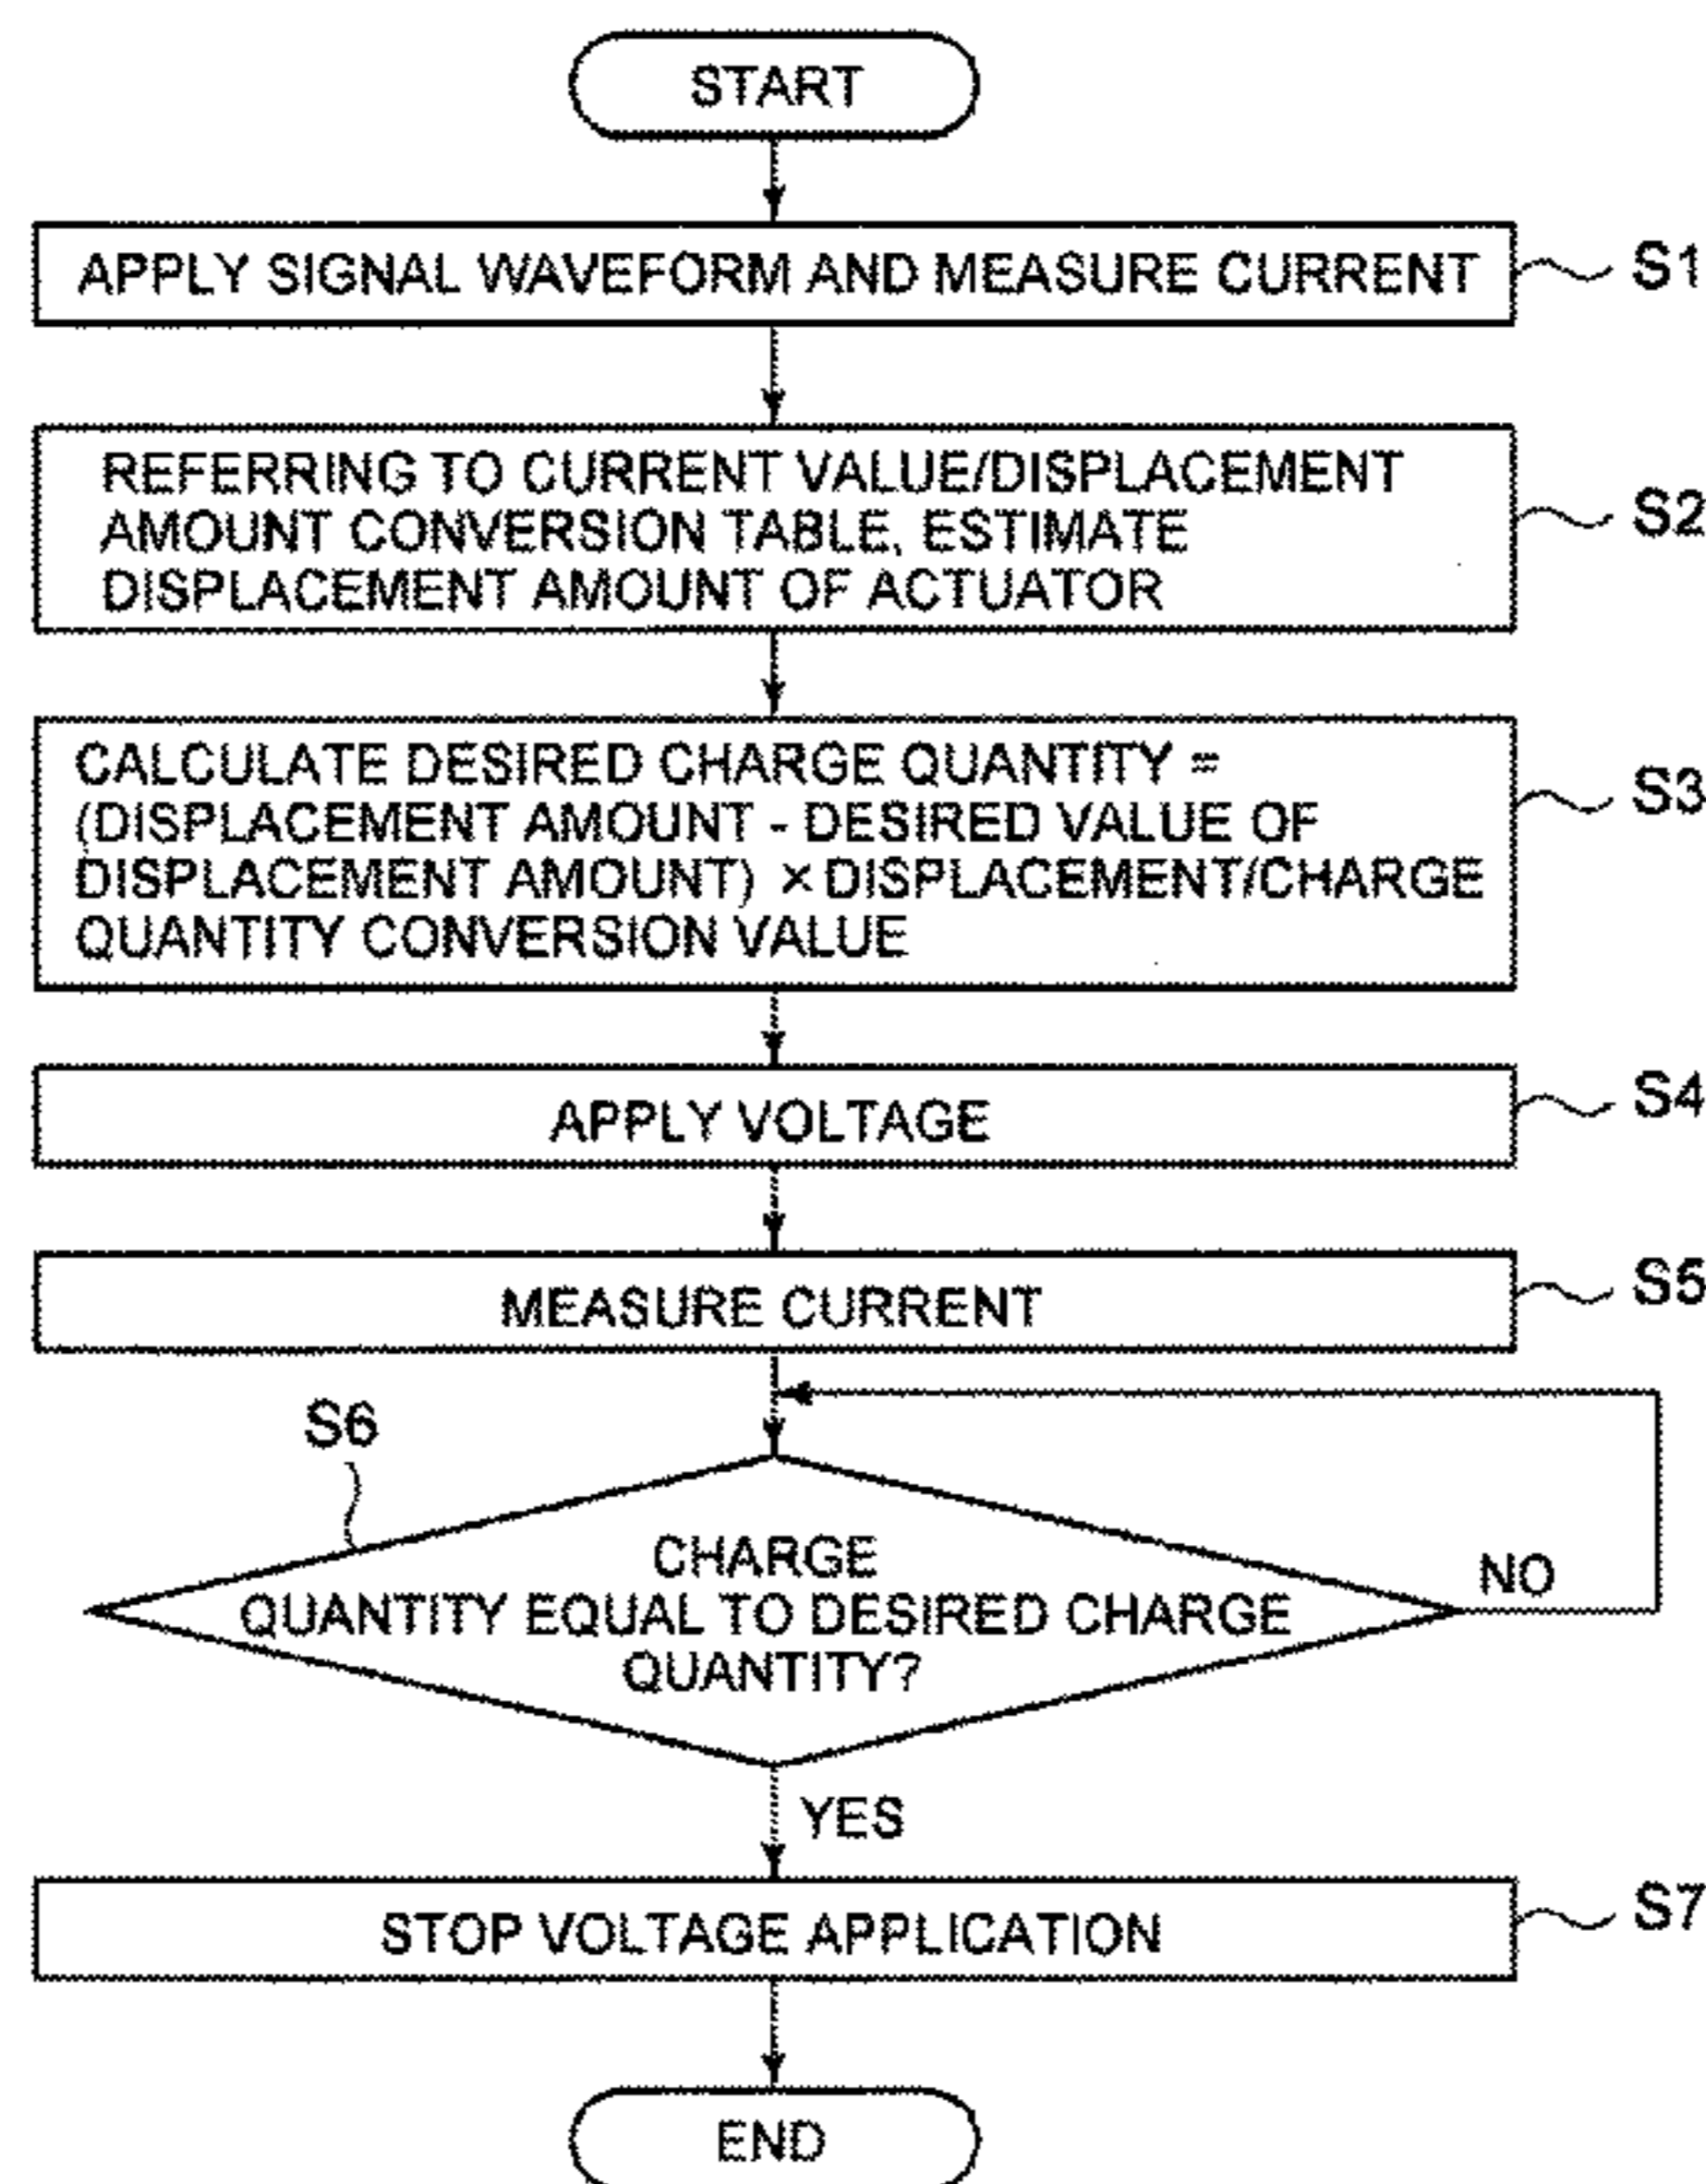 START
APPLY SIGNAL WAVEFORM AND MEASURE CURRENT
S1
REFERRING TO CURRENT VALUE/DISPLACEMENT
AMOUNT CONVERSION TABLE, ESTIMATE
DISPLACEMENT AMOUNT OF ACTUATOR
S2
CALCULATE DESIRED CHARGE QUANTITY =
(DISPLACEMENT AMOUNT - DESIRED VALUE OF
DISPLACEMENT AMOUNT) × DISPLACEMENT/CHARGE
QUANTITY CONVERSION VALUE
S3
APPLY VOLTAGE
S4
MEASURE CURRENT
S5
S6
CHARGE
QUANTITY EQUAL TO DESIRED CHARGE
QUANTITY?
NO
YES
STOP VOLTAGE APPLICATION
S7
END